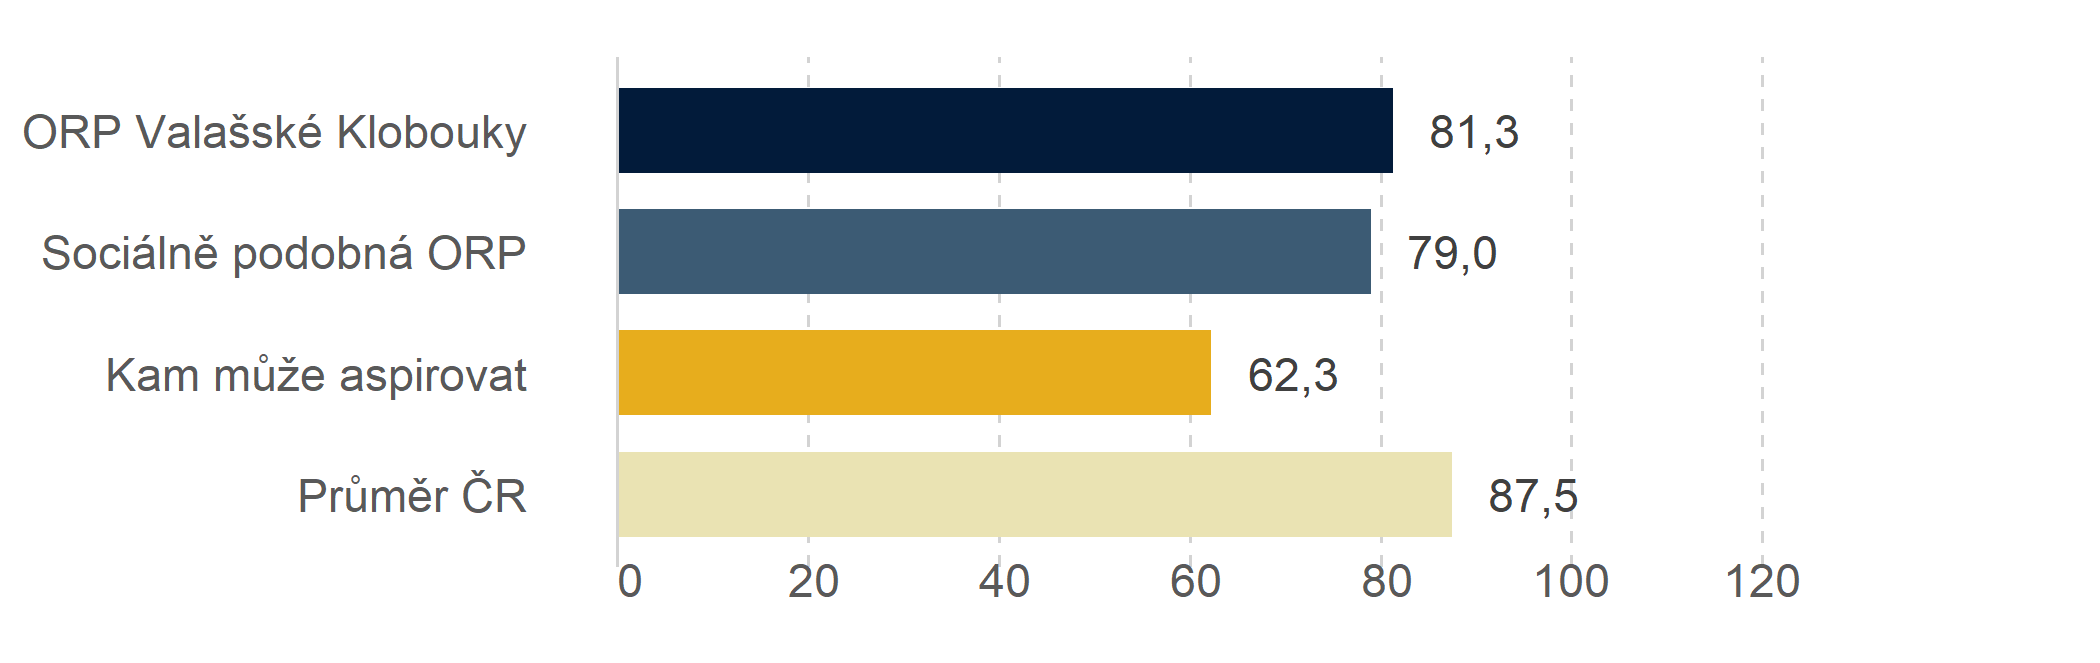 ORP Valašské Klobouky
81,3
Sociálně podobná ORP
79,0
Kam může aspirovat
62,3
Průměr ČR
87,5
0 20 40 60 80 100 120